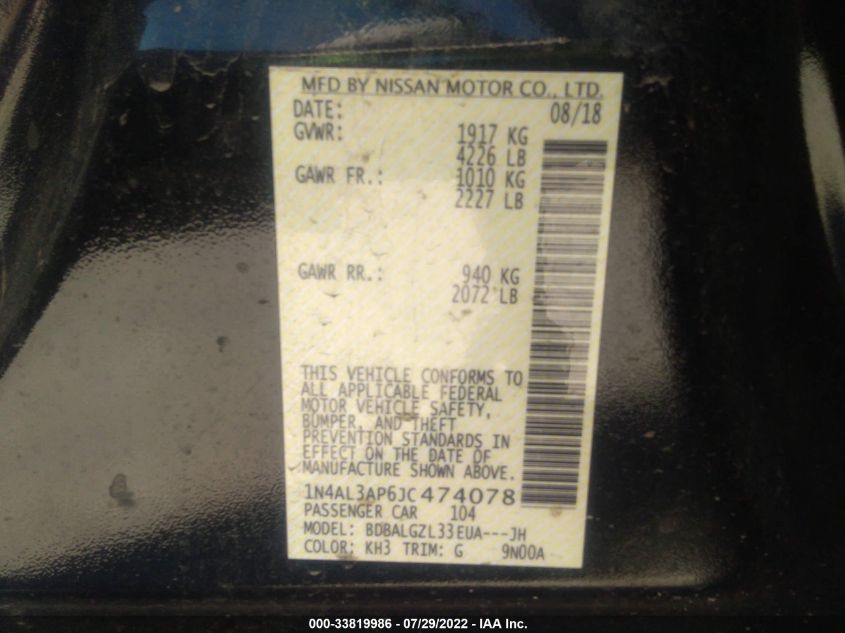 MFD BY NISSAN MOTOR CO., LTD.
DATE: 08/18
GVWR: 1917 KG
4226 LB
GAWR FR.: 1010 KG
2227 LB
GAWR RR.: 940 KG
2072 LB
THIS VEHICLE CONFORMS TO
ALL APPLICABLE FEDERAL
MOTOR VEHICLE SAFETY,
BUMPER, AND THEFT
PREVENTION STANDARDS IN
EFFECT ON THE DATE OF
MANUFACTURE SHOWN ABOVE.
1N4AL3AP6JC474078
PASSENGER CAR 104
MODEL: BDBALGZL33EUA---JH
COLOR: KH3 TRIM: G 9N00A
000-33819986 - 07/29/2022 - IAA Inc.